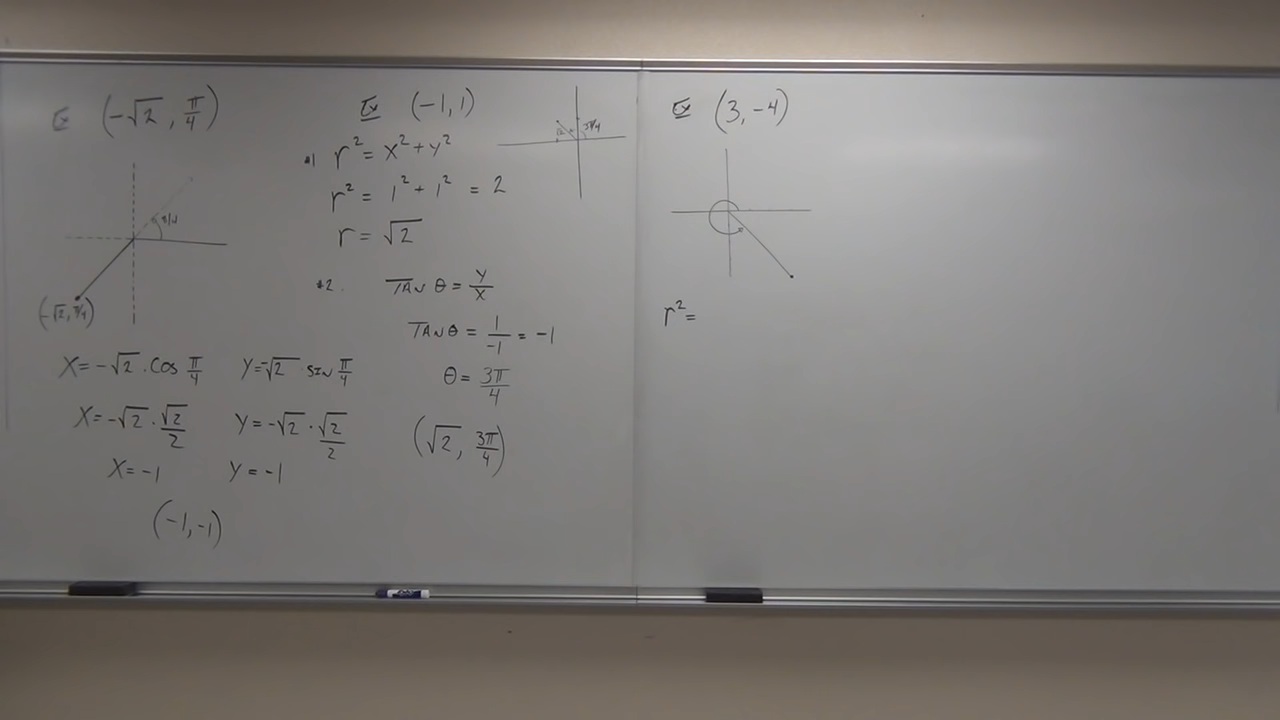 Ex (-√2, π/4)
π/4
(-√2, π/4)
X = -√2 · cos π/4 Y = -√2 · sin π/4
X = -√2 · √2/2 Y = -√2 · √2/2
X = -1 Y = -1
(-1, -1)
Ex (-1, 1)
3π/4
#1 r² = x² + y²
r² = 1² + 1² = 2
r = √2
#2. TAN θ = y/x
TAN θ = 1/-1 = -1
θ = 3π/4
(√2, 3π/4)
Ex (3, -4)
r² =